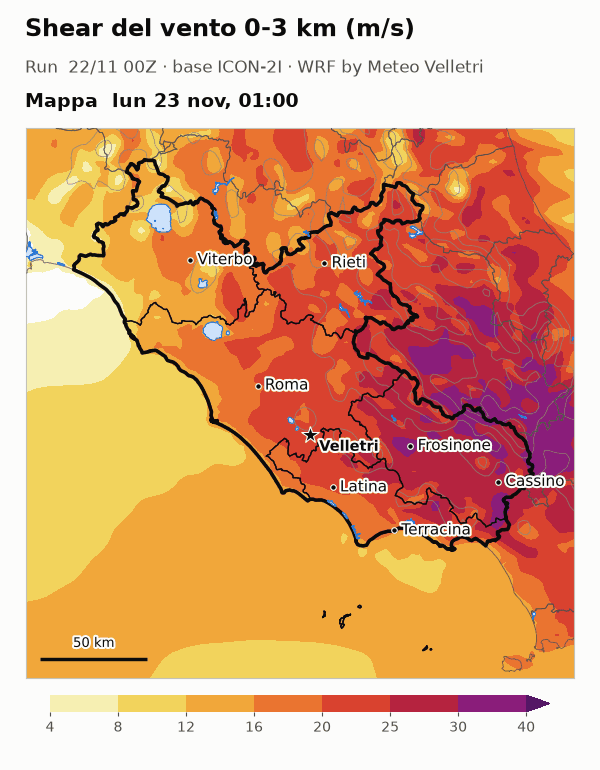 Shear del vento 0-3 km (m/s)
Run  22/11 00Z · base ICON-2I · WRF by Meteo Velletri
Mappa  lun 23 nov, 01:00
Viterbo
Rieti
Roma
Velletri
Frosinone
Cassino
Latina
Terracina
50 km
4 8 12 16 20 25 30 40